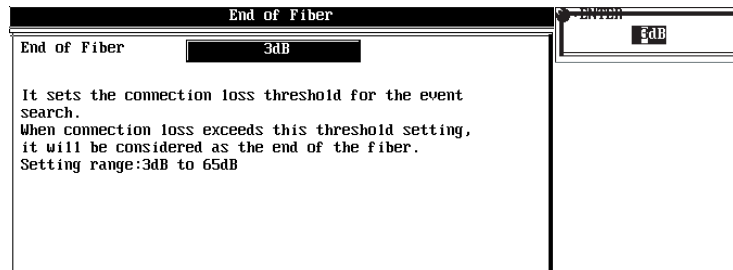 End of Fiber
ENTER
End of Fiber 3dB
3dB
It sets the connection loss threshold for the event
search.
When connection loss exceeds this threshold setting,
it will be considered as the end of the fiber.
Setting range:3dB to 65dB